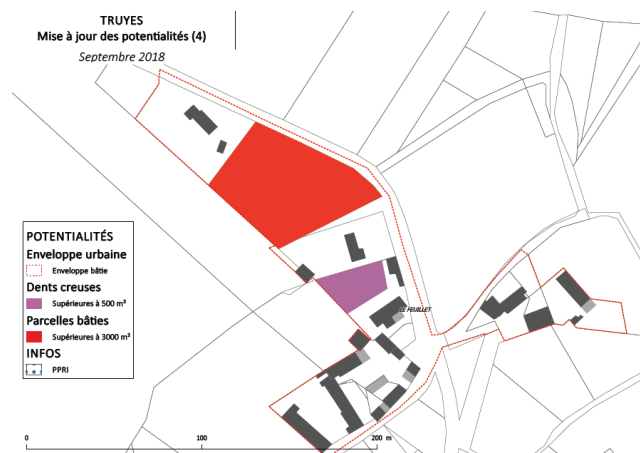 TRUYES
Mise à jour des potentialités (4)
Septembre 2018
POTENTIALITÉS
Enveloppe urbaine
Enveloppe bâtie
Dents creuses
Supérieures à 500 m²
Parcelles bâties
Supérieures à 3000 m²
INFOS
PPRI
LE FEUILLET
0 100 200 m